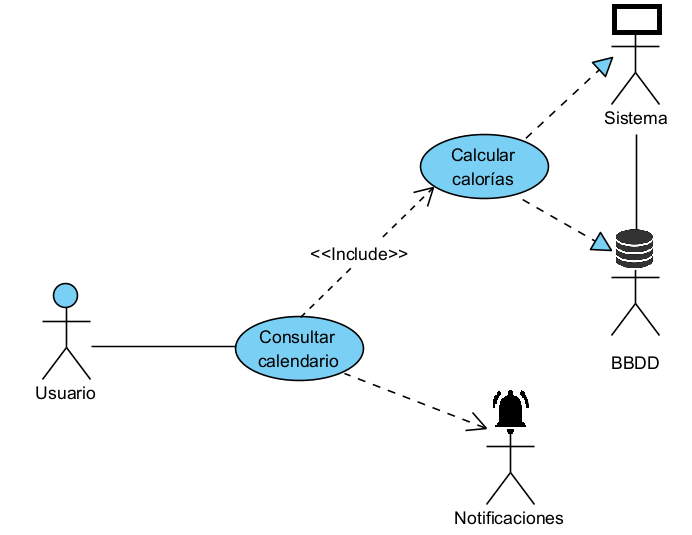 Sistema
Calcular
calorías
<<Include>>
Consultar
calendario
BBDD
Usuario
Notificaciones